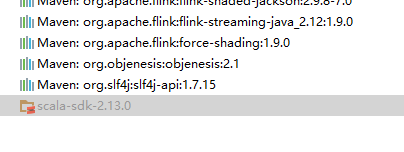 Maven: org.apache.flink:flink-shaded-jackson:2.9.8-7.0
Maven: org.apache.flink:flink-streaming-java_2.12:1.9.0
Maven: org.apache.flink:force-shading:1.9.0
Maven: org.objenesis:objenesis:2.1
Maven: org.slf4j:slf4j-api:1.7.15
scala-sdk-2.13.0